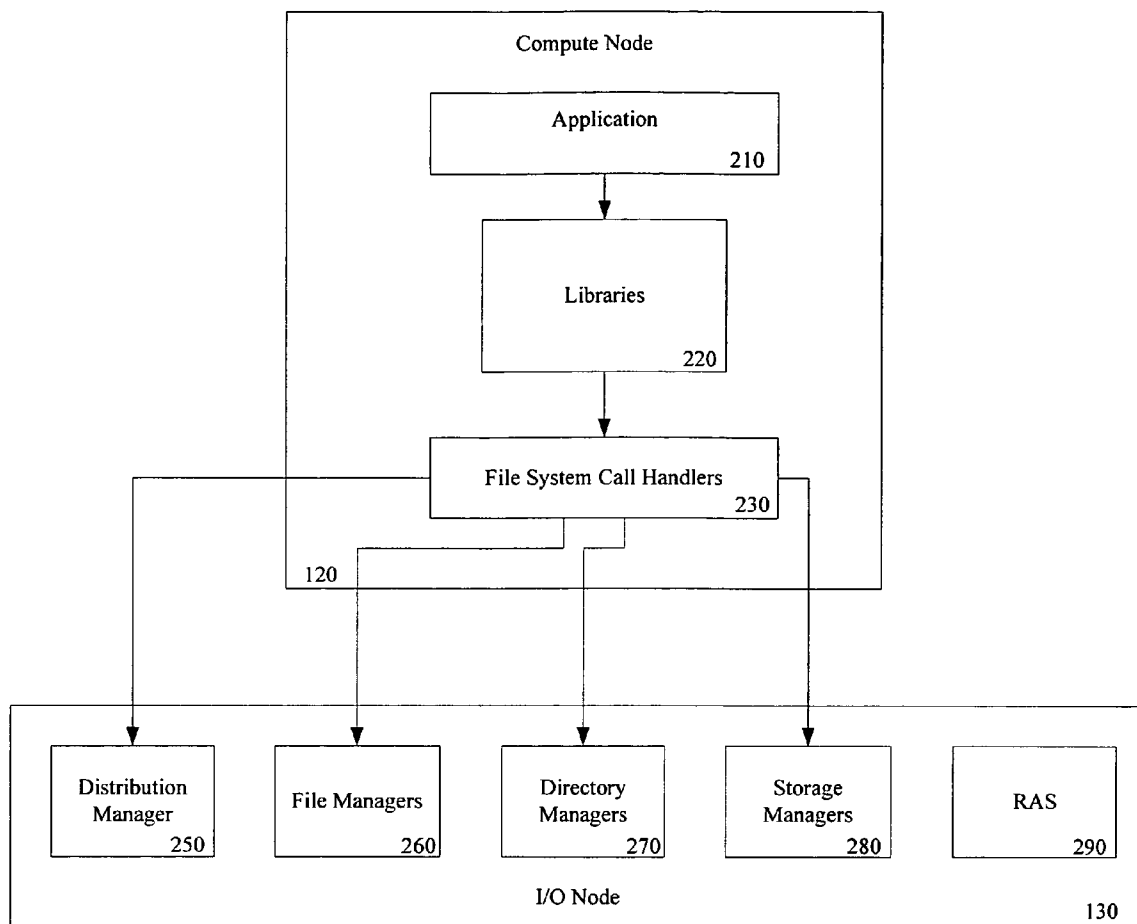 Compute Node
Application
210
Libraries
220
File System Call Handlers
230
120
Distribution
Manager
250
File Managers
260
Directory
Managers
270
Storage
Managers
280
RAS
290
I/O Node
130